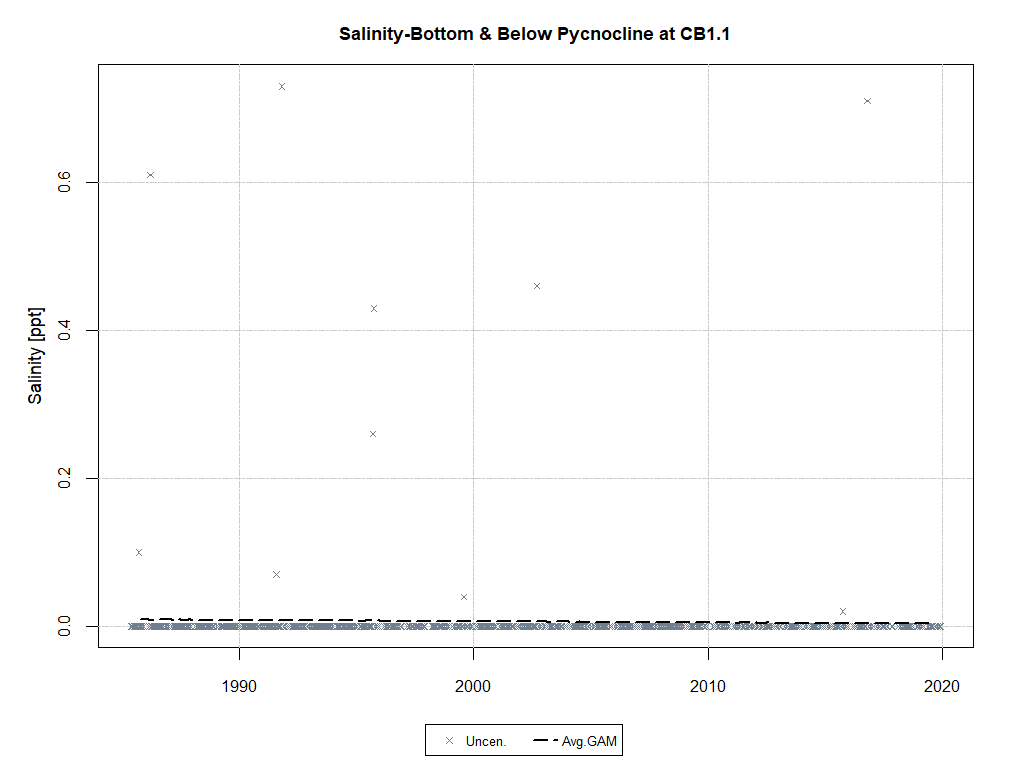 Salinity-Bottom & Below Pycnocline at CB1.1
Salinity [ppt]
0.6
0.4
0.2
0.0
1990 2000 2010 2020
Uncen. Avg.GAM